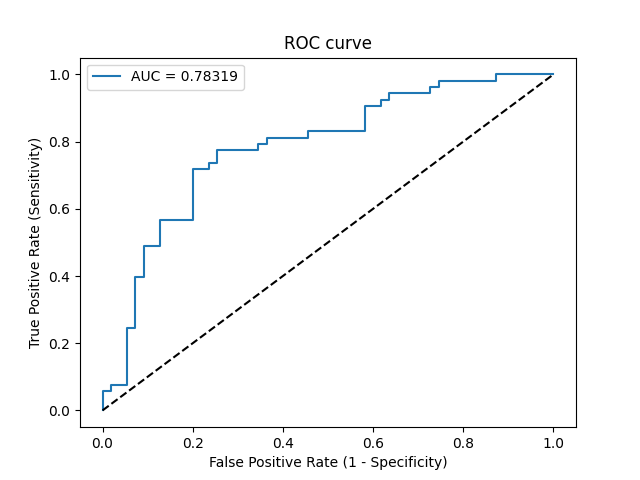 ROC curve
AUC = 0.78319
True Positive Rate (Sensitivity)
1.0
0.8
0.6
0.4
0.2
0.0
0.0 0.2 0.4 0.6 0.8 1.0
False Positive Rate (1 - Specificity)